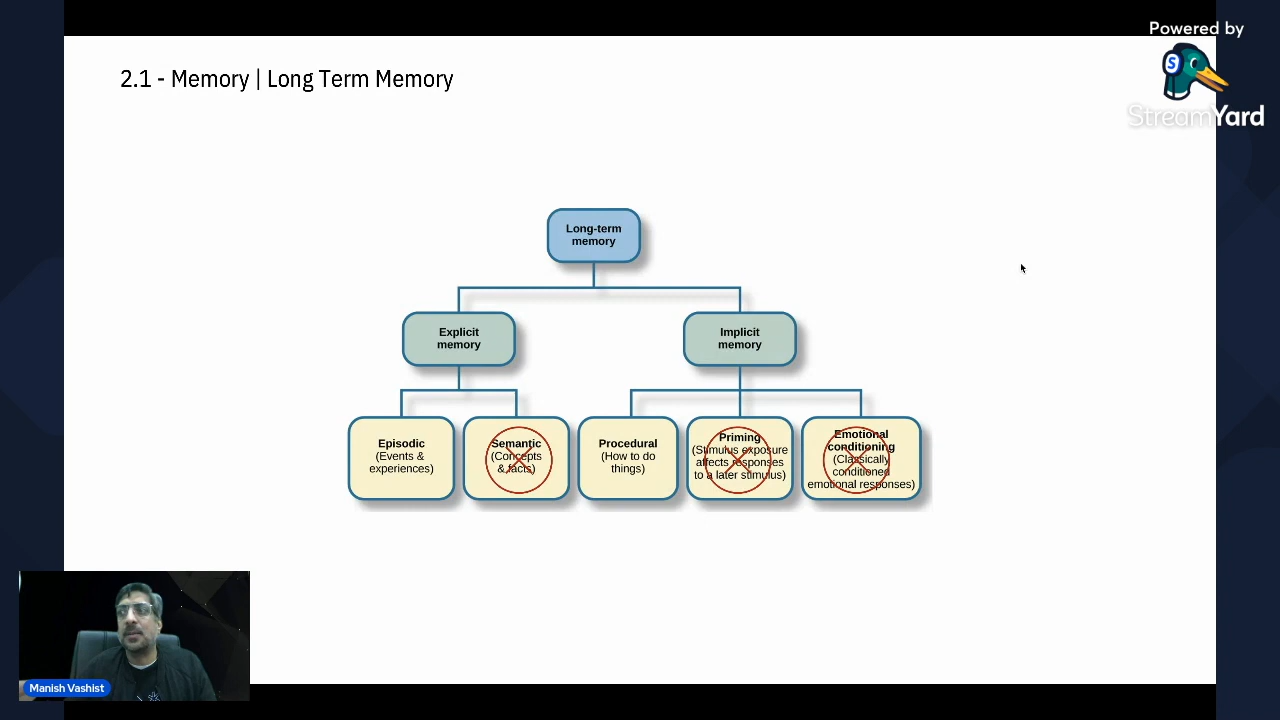 Powered by
StreamYard
2.1 - Memory | Long Term Memory
Long-term
memory
Explicit
memory
Implicit
memory
Episodic
(Events &
experiences)
Semantic
(Concepts
& facts)
Procedural
(How to do
things)
Priming
(Stimulus exposure
affects responses
to a later stimulus)
Emotional
conditioning
(Classically
conditioned
emotional responses)
Manish Vashist